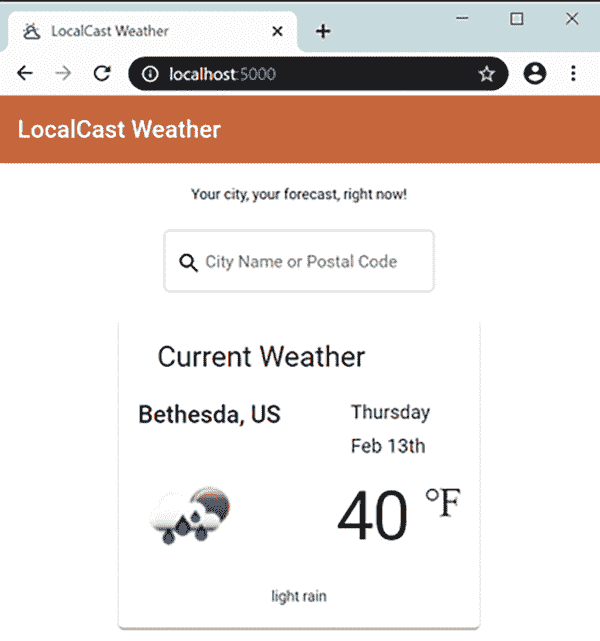 LocalCast Weather
localhost:5000
LocalCast Weather
Your city, your forecast, right now!
City Name or Postal Code
Current Weather
Bethesda, US
Thursday
Feb 13th
40 °F
light rain